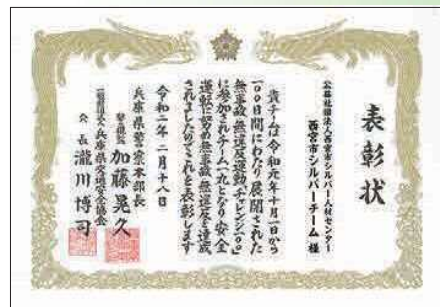 表彰状
公益社団法人西宮市シルバー人材センター
西宮市シルバーチーム 様
貴チームは令和元年十月一日から
一〇〇日間にわたり展開された
無事故・無違反運動「チャレンジ一〇〇」
に参加されチーム一丸となり安全
運転に努め無事故・無違反を達成
されましたのでこれを表彰します
令和二年二月十八日
兵庫県警察本部長
警視監 加藤晃久
一般財団法人兵庫県交通安全協会
会長 瀧川博司